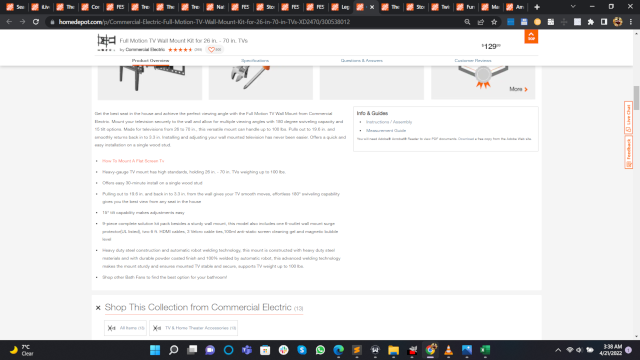 homedepot.com/p/Commercial-Electric-Full-Motion-TV-Wall-Mount-Kit-for-26-in-70-in-TVs-XD2470/300538012
Full Motion TV Wall Mount Kit for 26 in. - 70 in. TVs
by Commercial Electric
$129
TOP
Product Overview
Specifications
Questions & Answers
Customer Reviews
More
Get the best seat in the house and achieve the perfect viewing angle with the Full Motion TV Wall Mount from Commercial
Electric. Mount your television securely to the wall and allow for multiple viewing angles with 180 degree swiveling capacity and
15 tilt options. Made for televisions from 26 to 70 in., this versatile mount can handle up to 100 lbs. Pulls out to 19.6 in. and
smoothly returns back to 3.3 in. Installing and adjusting your wall mounted television has never been easier. Offers a quick and
easy installation on a single wood stud.
How To Mount A Flat Screen Tv
Heavy-gauge TV mount has high standards, holding 26 in. - 70 in. TVs weighing up to 100 lbs.
Offers easy 30-minute install on a single wood stud
Pulling out to 19.6 in. and back in to 3.3 in. from the wall gives your TV smooth moves, effortless 180° swiveling capability
gives you the best view from any seat in the house
15° tilt capability makes adjustments easy
9-piece complete solution kit packed besides a sturdy wall mount, this model also includes one 6-outlet wall mount surge
protector(UL listed), two 6 ft. HDMI cables, 3 Velcro cable ties,100ml anti-static screen cleaning gel and magnetic bubble
level
Heavy duty steel construction and automatic robot welding technology, this mount is constructed with heavy duty steel
materials and with durable powder coated finish and 100% welded by automatic robot, this advanced welding technology
makes the mount sturdy and ensures mounted TV stable and secure, supports TV weight up to 100 lbs.
Shop other Bath Fans to find the best option for your bathroom!
Info & Guides
Instructions / Assembly
Measurement Guide
You will need Adobe® Acrobat® Reader to view PDF documents. Download a free copy from the Adobe Web site.
Live Chat
Feedback
Shop This Collection from Commercial Electric (10)
All Items (10)
TV & Home Theater Accessories (10)
7°C
Clear
3:38 AM
4/21/2022